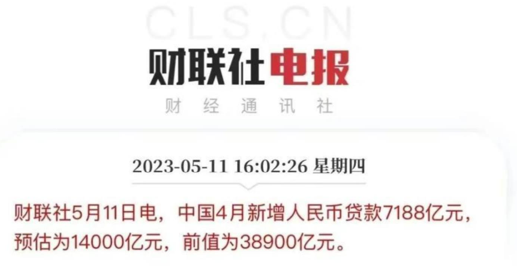 CLS.CN
财联社电报
财经通讯社
2023-05-11 16:02:26 星期四
财联社5月11日电，中国4月新增人民币贷款7188亿元，
预估为14000亿元，前值为38900亿元。